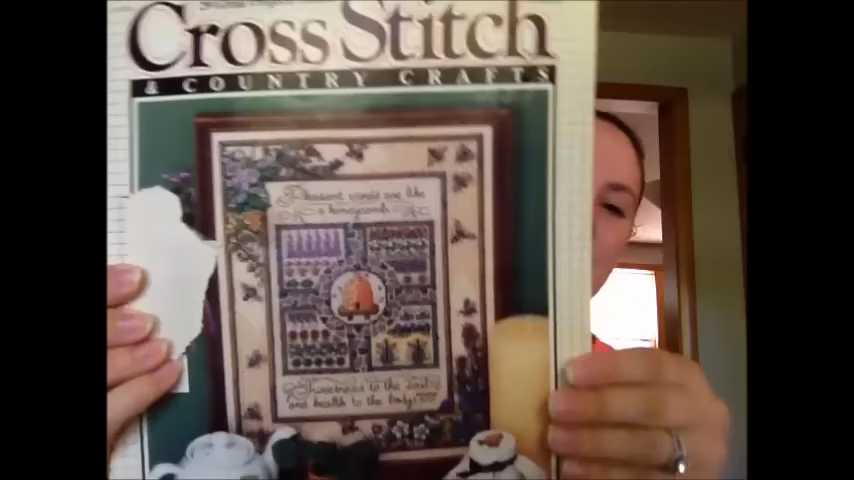 Cross Stitch
& COUNTRY CRAFTS
Pleasant words are like
a honeycomb
Sweetness to the Soul
and health to the body